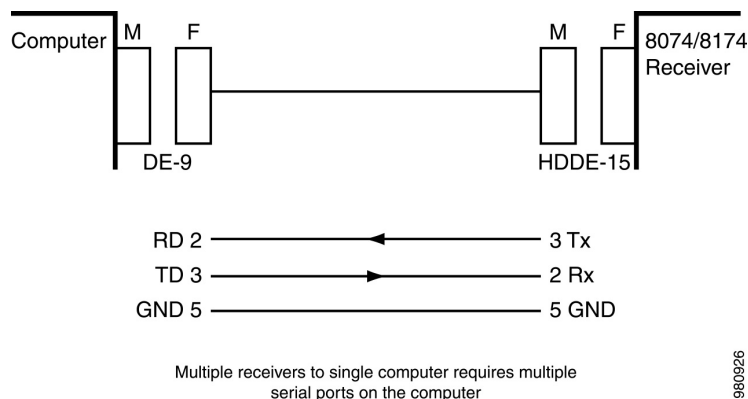 Computer M F M F 8074/8174
Receiver
DE-9 HDDE-15
RD 2 3 Tx
TD 3 2 Rx
GND 5 5 GND
Multiple receivers to single computer requires multiple
serial ports on the computer
980926